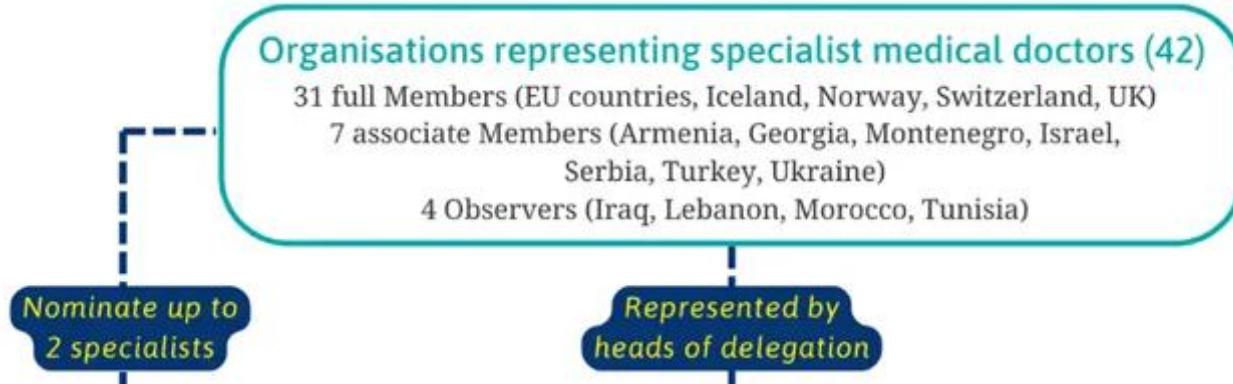 Organisations representing specialist medical doctors (42)
31 full Members (EU countries, Iceland, Norway, Switzerland, UK)
7 associate Members (Armenia, Georgia, Montenegro, Israel,
Serbia, Turkey, Ukraine)
4 Observers (Iraq, Lebanon, Morocco, Tunisia)
Nominate up to
2 specialists
Represented by
heads of delegation